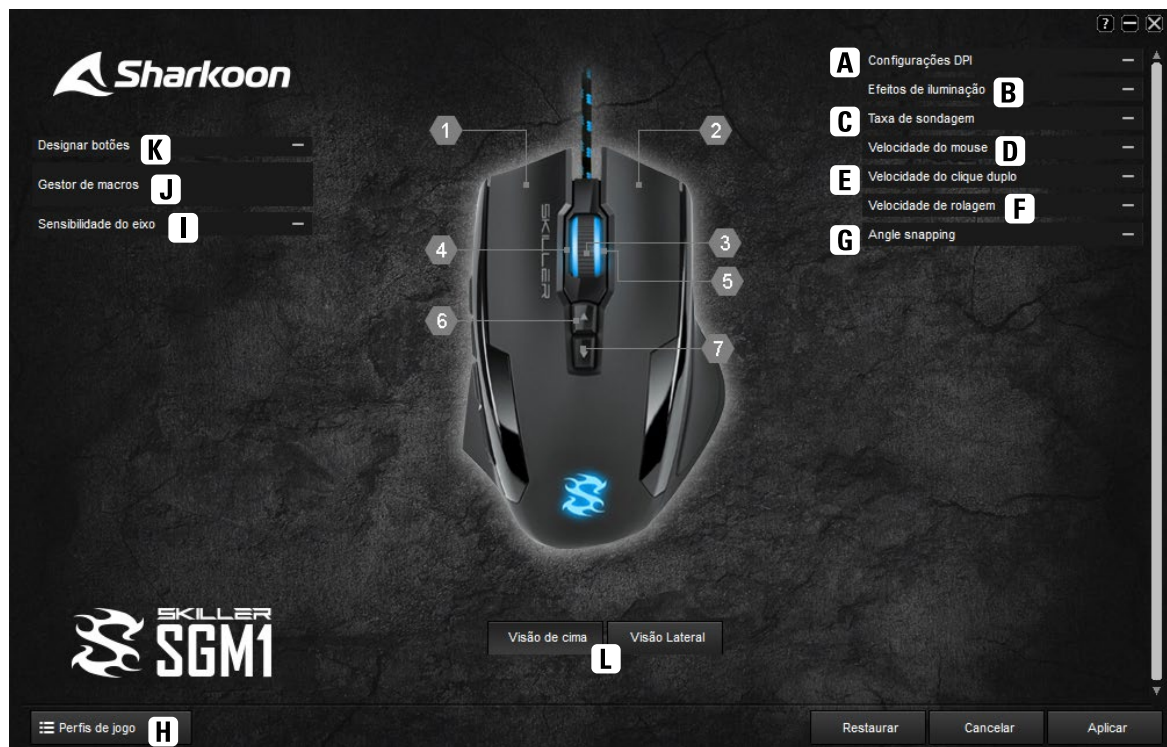 ?
Sharkoon
A Configurações DPI
Efeitos de iluminação B
C Taxa de sondagem
Velocidade do mouse D
E Velocidade do clique duplo
Velocidade de rolagem F
G Angle snapping
Designar botões K
Gestor de macros J
Sensibilidade do eixo I
1
2
3
4
5
6
7
SKILLER
SKILLER
SGM1
Visão de cima
Visão Lateral
L
Perfis de jogo H
Restaurar
Cancelar
Aplicar